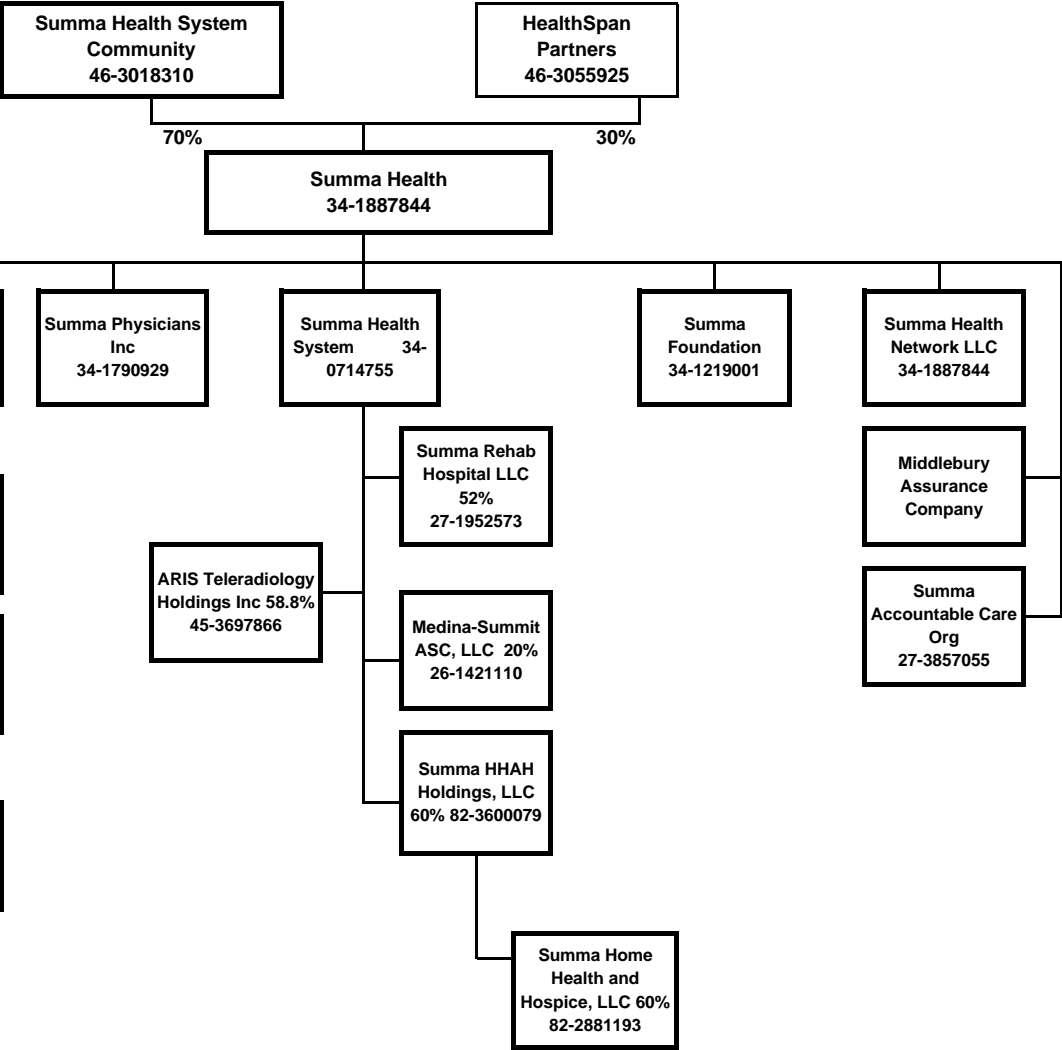 Summa Health System
Community
46-3018310
HealthSpan
Partners
46-3055925
70%
30%
Summa Health
34-1887844
Summa Physicians
Inc
34-1790929
Summa Health
System 34-
0714755
Summa
Foundation
34-1219001
Summa Health
Network LLC
34-1887844
Summa Rehab
Hospital LLC
52%
27-1952573
Middlebury
Assurance
Company
ARIS Teleradiology
Holdings Inc 58.8%
45-3697866
Medina-Summit
ASC, LLC 20%
26-1421110
Summa
Accountable Care
Org
27-3857055
Summa HHAH
Holdings, LLC
60% 82-3600079
Summa Home
Health and
Hospice, LLC 60%
82-2881193